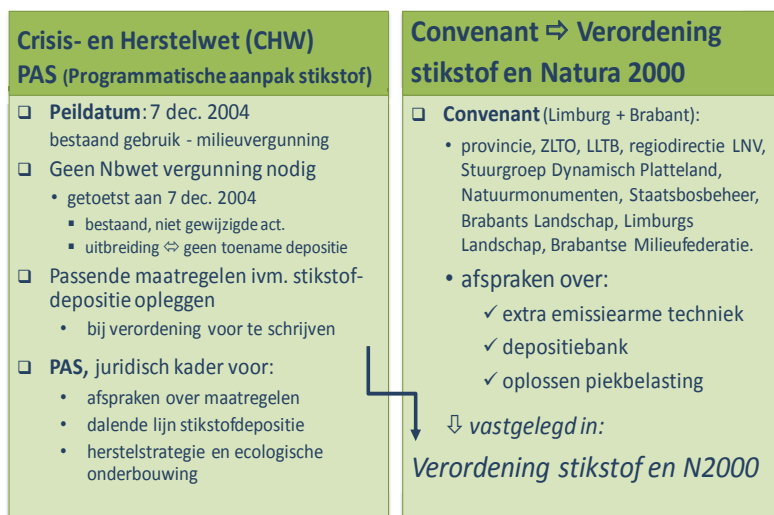 Crisis- en Herstelwet (CHW)
PAS (Programmatische aanpak stikstof)
❑ Peildatum: 7 dec. 2004
bestaand gebruik - milieuvergunning
❑ Geen Nbwet vergunning nodig
• getoetst aan 7 dec. 2004
▪ bestaand, niet gewijzigde act.
▪ uitbreiding ⇔ geen toename depositie
❑ Passende maatregelen ivm. stikstof-
depositie opleggen
• bij verordening voor te schrijven
❑ PAS, juridisch kader voor:
• afspraken over maatregelen
• dalende lijn stikstofdepositie
• herstelstrategie en ecologische
onderbouwing
Convenant ⇨ Verordening
stikstof en Natura 2000
❑ Convenant (Limburg + Brabant):
• provincie, ZLTO, LLTB, regiodirectie LNV,
Stuurgroep Dynamisch Platteland,
Natuurmonumenten, Staatsbosbeheer,
Brabants Landschap, Limburgs
Landschap, Brabantse Milieufederatie.
• afspraken over:
✓ extra emissiearme techniek
✓ depositiebank
✓ oplossen piekbelasting
⇩ vastgelegd in:
Verordening stikstof en N2000